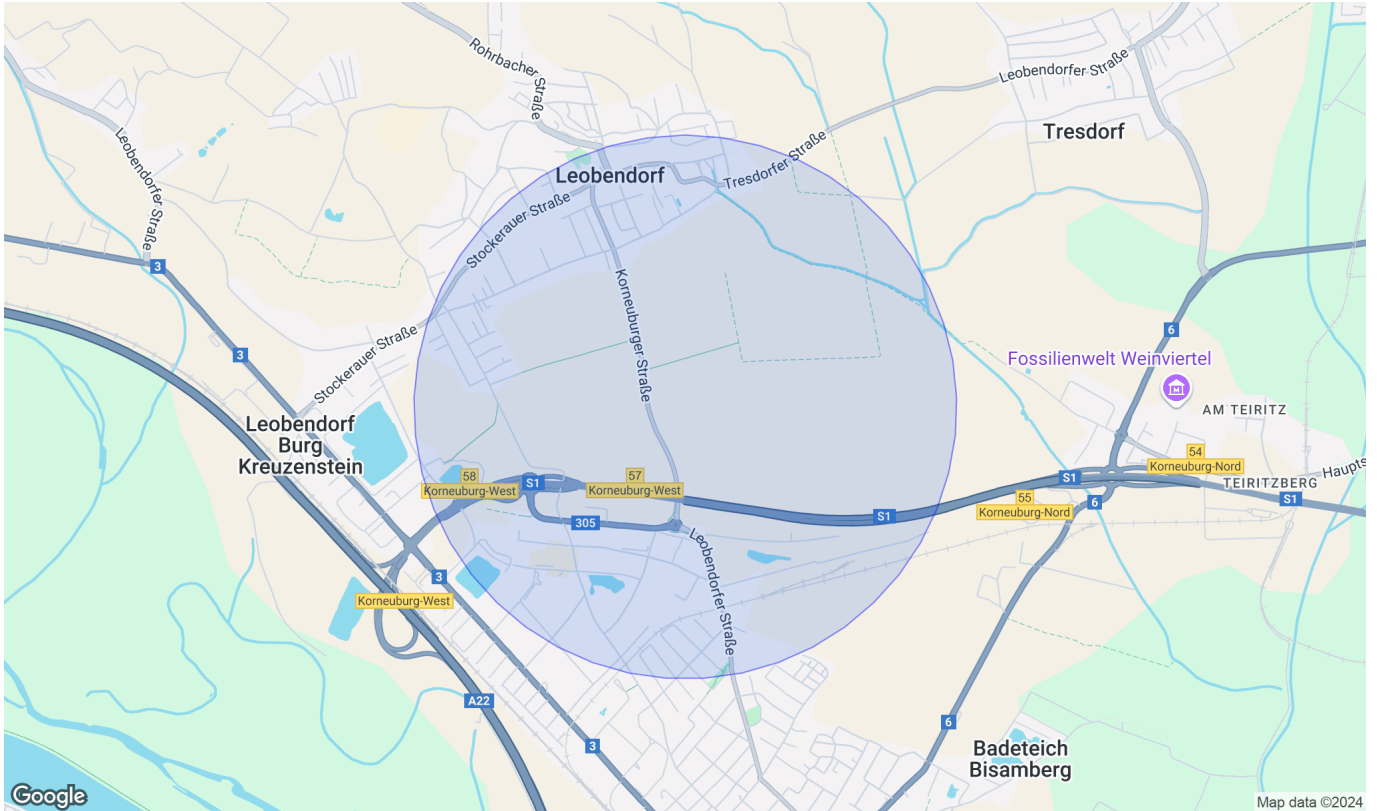 Rohrbacher Straße
Leobendorfer Straße
Tresdorf
Leobendorfer Straße
Tresdorfer Straße
Leobendorf
Stockerauer Straße
3
Korneuburger Straße
6
3
Stockerauer Straße
Fossilienwelt Weinviertel
AM TEIRITZ
Leobendorf
Burg
Kreuzenstein
54
Korneuburg-Nord
Haupts
58
Korneuburg-West
S1
57
Korneuburg-West
S1
TEIRITZBERG
S1
55
Korneuburg-Nord
6
S1
305
Leobendorfer Straße
3
Korneuburg-West
A22
6
3
Badeteich
Bisamberg
Google
Map data ©2024